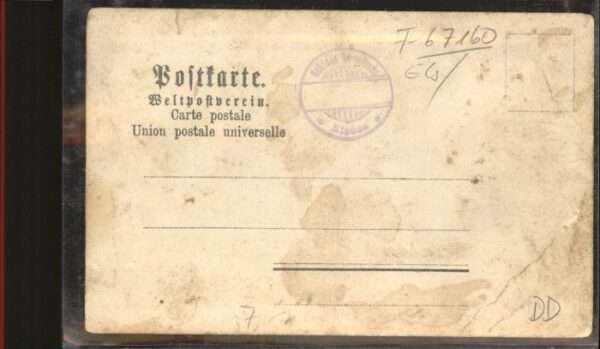 Postkarte.
Weltpostverein.
Carte postale
Union postale universelle
F-67160
7
DD